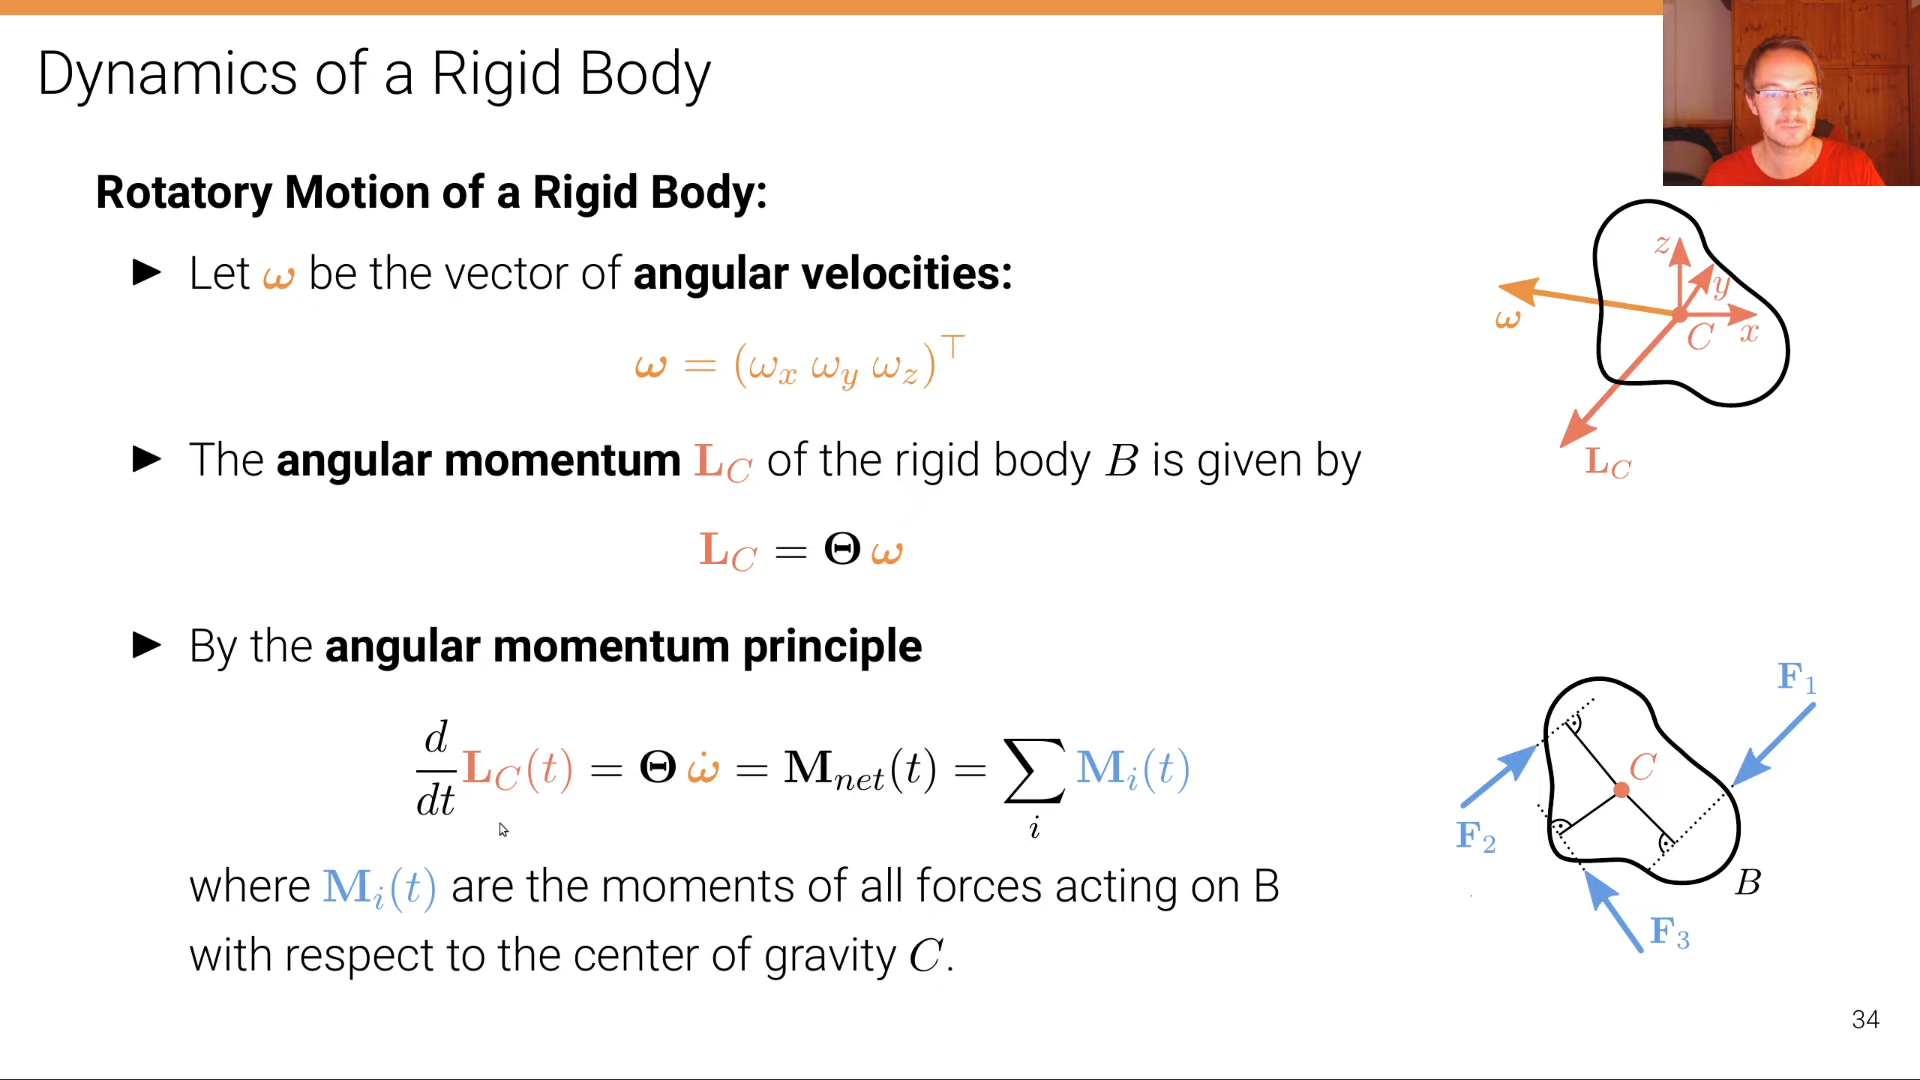 Dynamics of a Rigid Body
Rotatory Motion of a Rigid Body:
► Let ω be the vector of angular velocities:
ω = (ωx ωy ωz)⊤
► The angular momentum LC of the rigid body B is given by
LC = Θ ω
► By the angular momentum principle
d/dt LC(t) = Θ ω̇ = Mnet(t) = ∑i Mi(t)
where Mi(t) are the moments of all forces acting on B
with respect to the center of gravity C.
z
y
x
C
ω
LC
F1
C
F2
B
F3
34